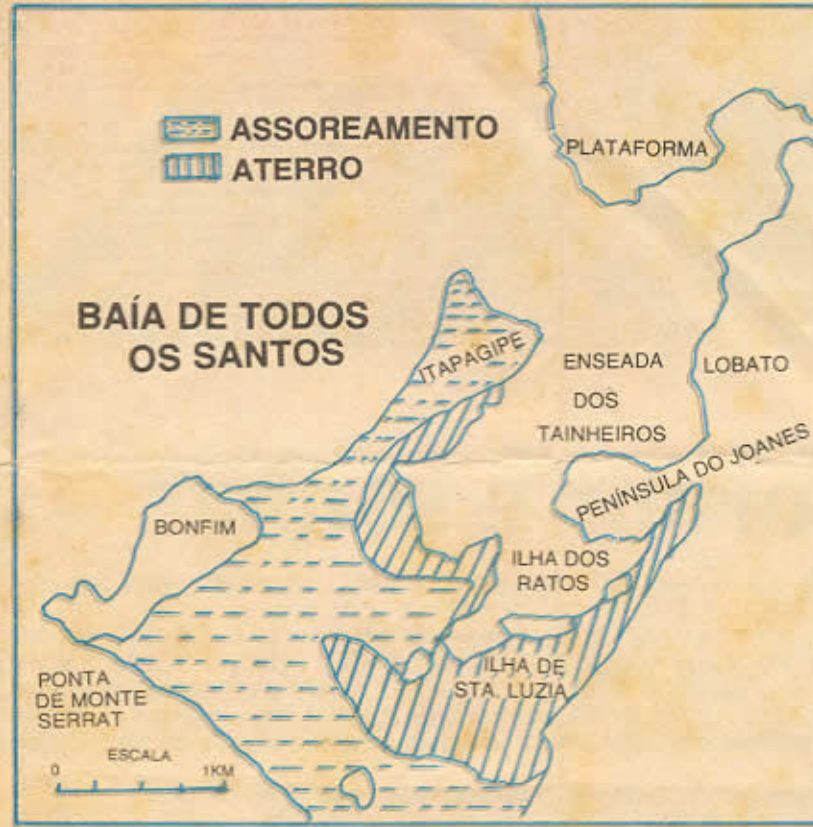 ASSOREAMENTO
ATERRO
PLATAFORMA
BAÍA DE TODOS
OS SANTOS
ITAPAGIPE
ENSEADA
DOS
TAINHEIROS
LOBATO
PENÍNSULA DO JOANES
BONFIM
ILHA DOS
RATOS
ILHA DE
STA. LUZIA
PONTA
DE MONTE
SERRAT
ESCALA
0 1KM